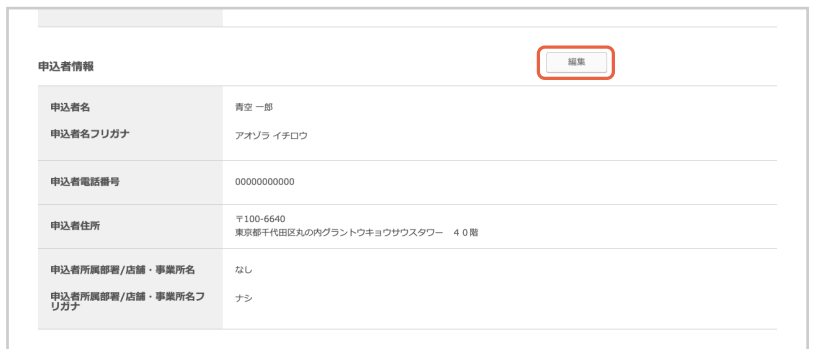 申込者情報
編集
申込者名
青空 一郎
申込者名フリガナ
アオゾラ イチロウ
申込者電話番号
00000000000
申込者住所
〒100-6640
東京都千代田区丸の内グラントウキョウサウスタワー　４０階
申込者所属部署/店舗・事業所名
なし
申込者所属部署/店舗・事業所名フ
リガナ
ナシ